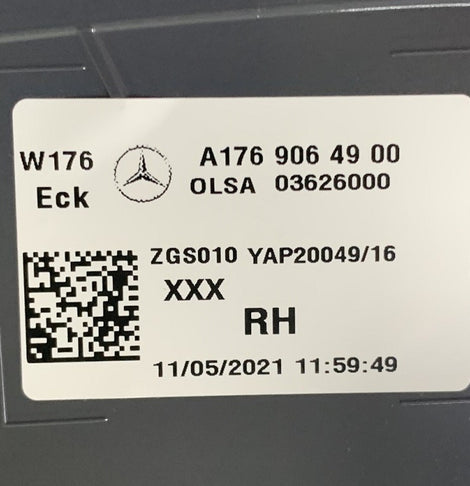 W176
Eck
A176 906 49 00
OLSA 03626000
ZGS010 YAP20049/16
XXX
RH
11/05/2021 11:59:49